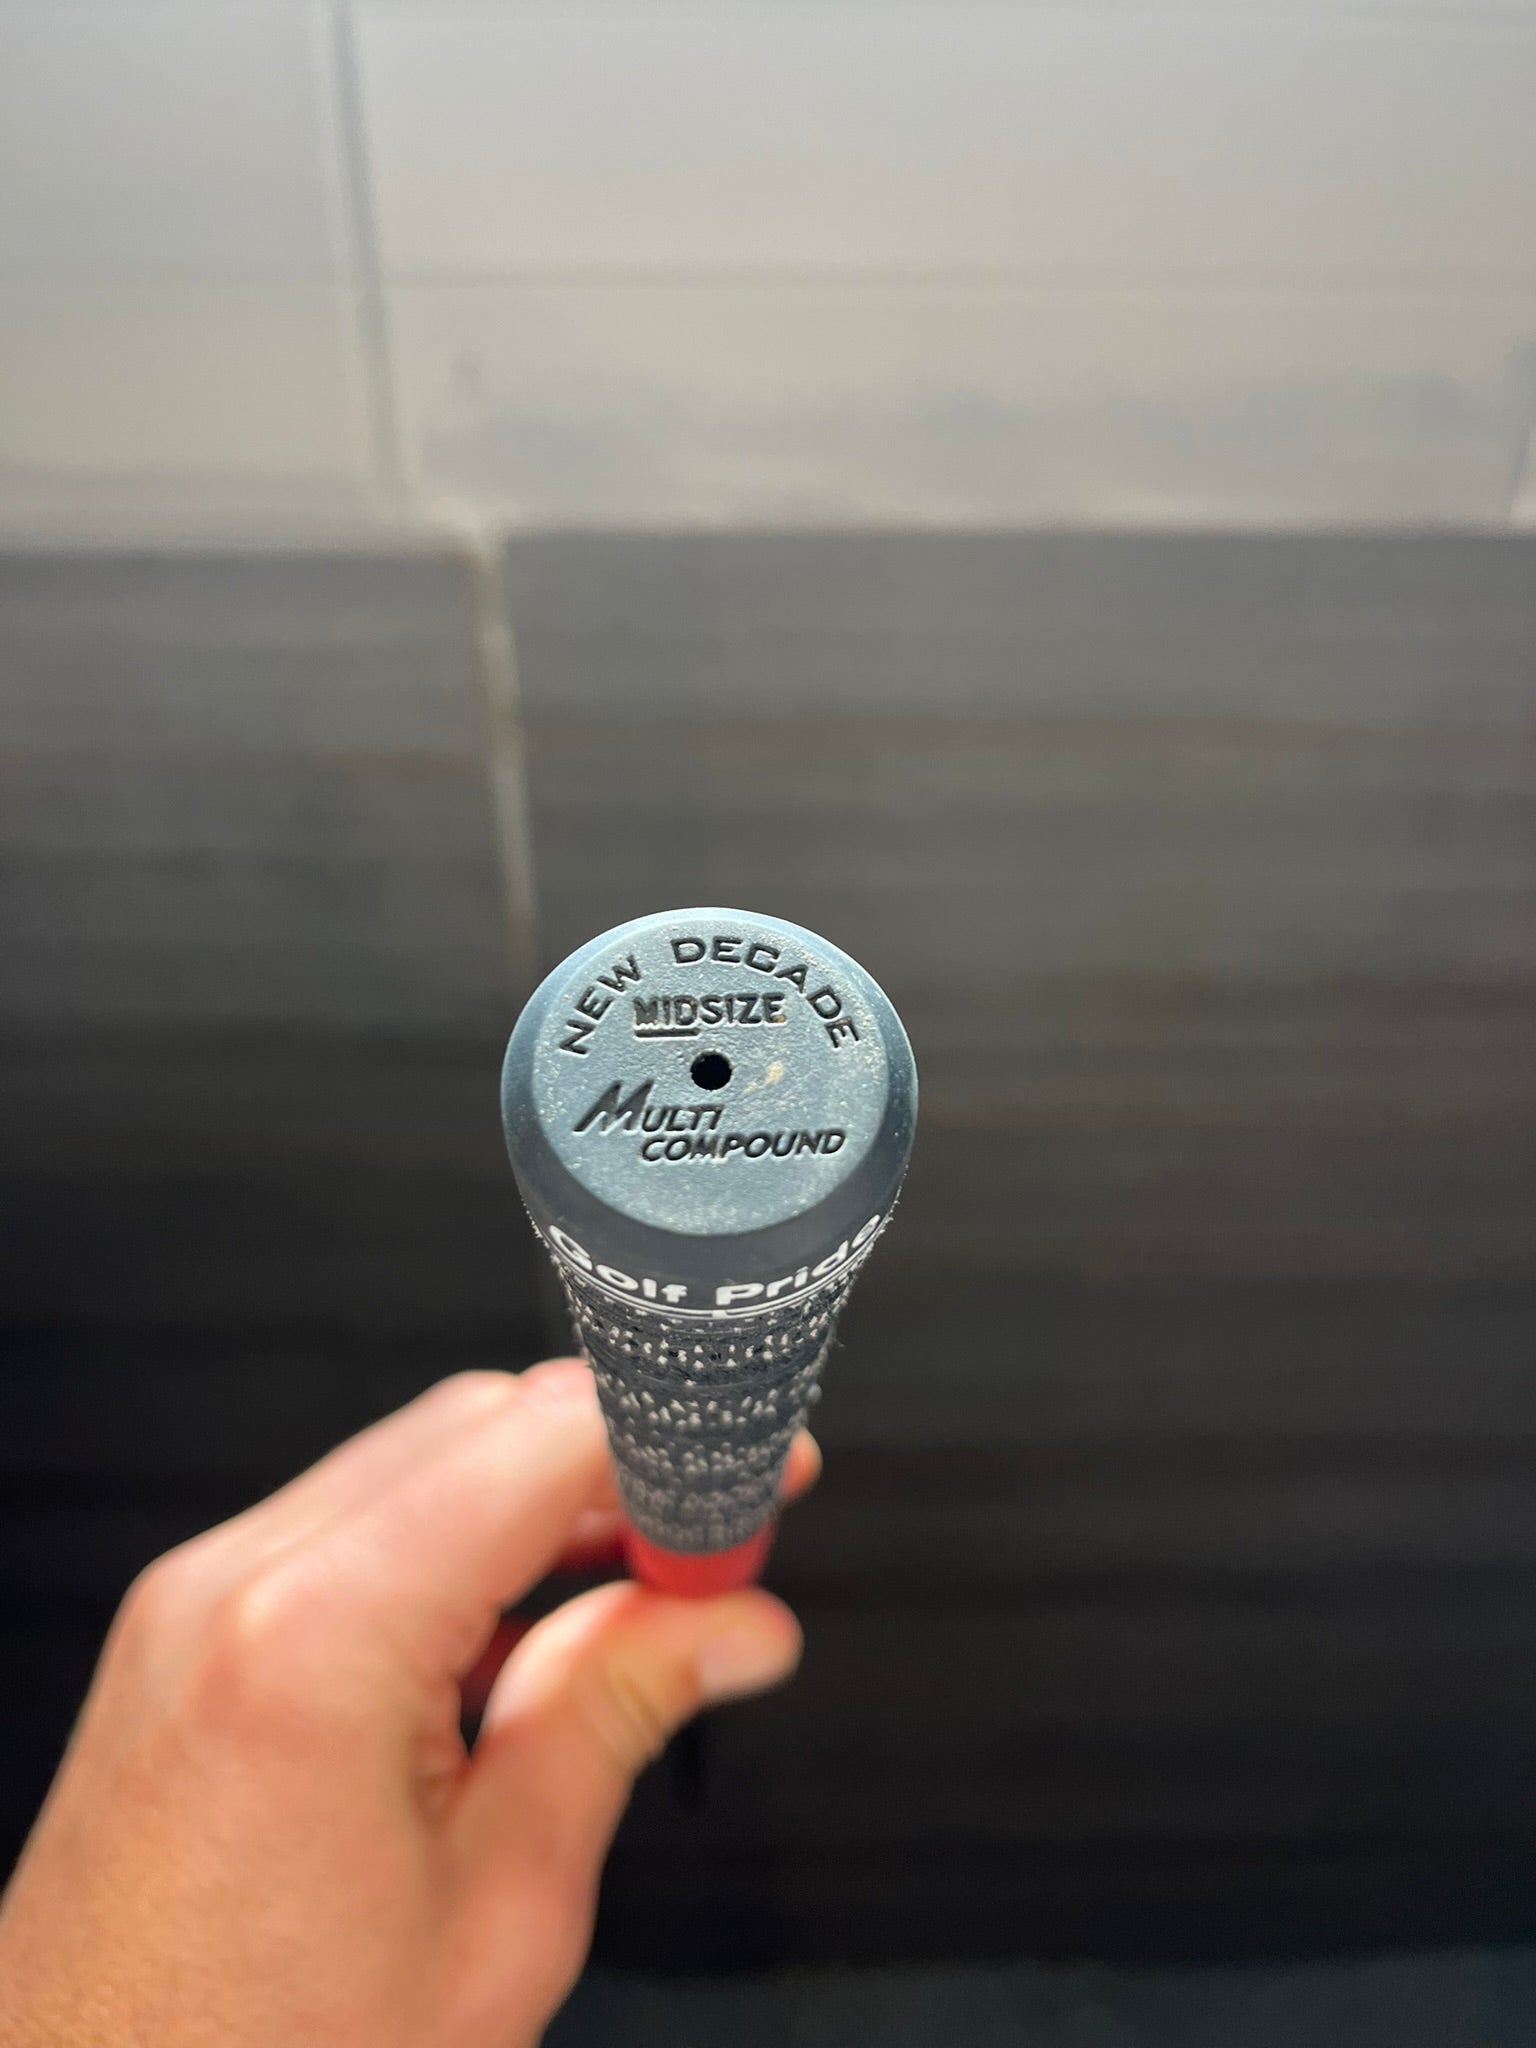 NEW DECADE
MIDSIZE
MULTI
COMPOUND
Golf Pride